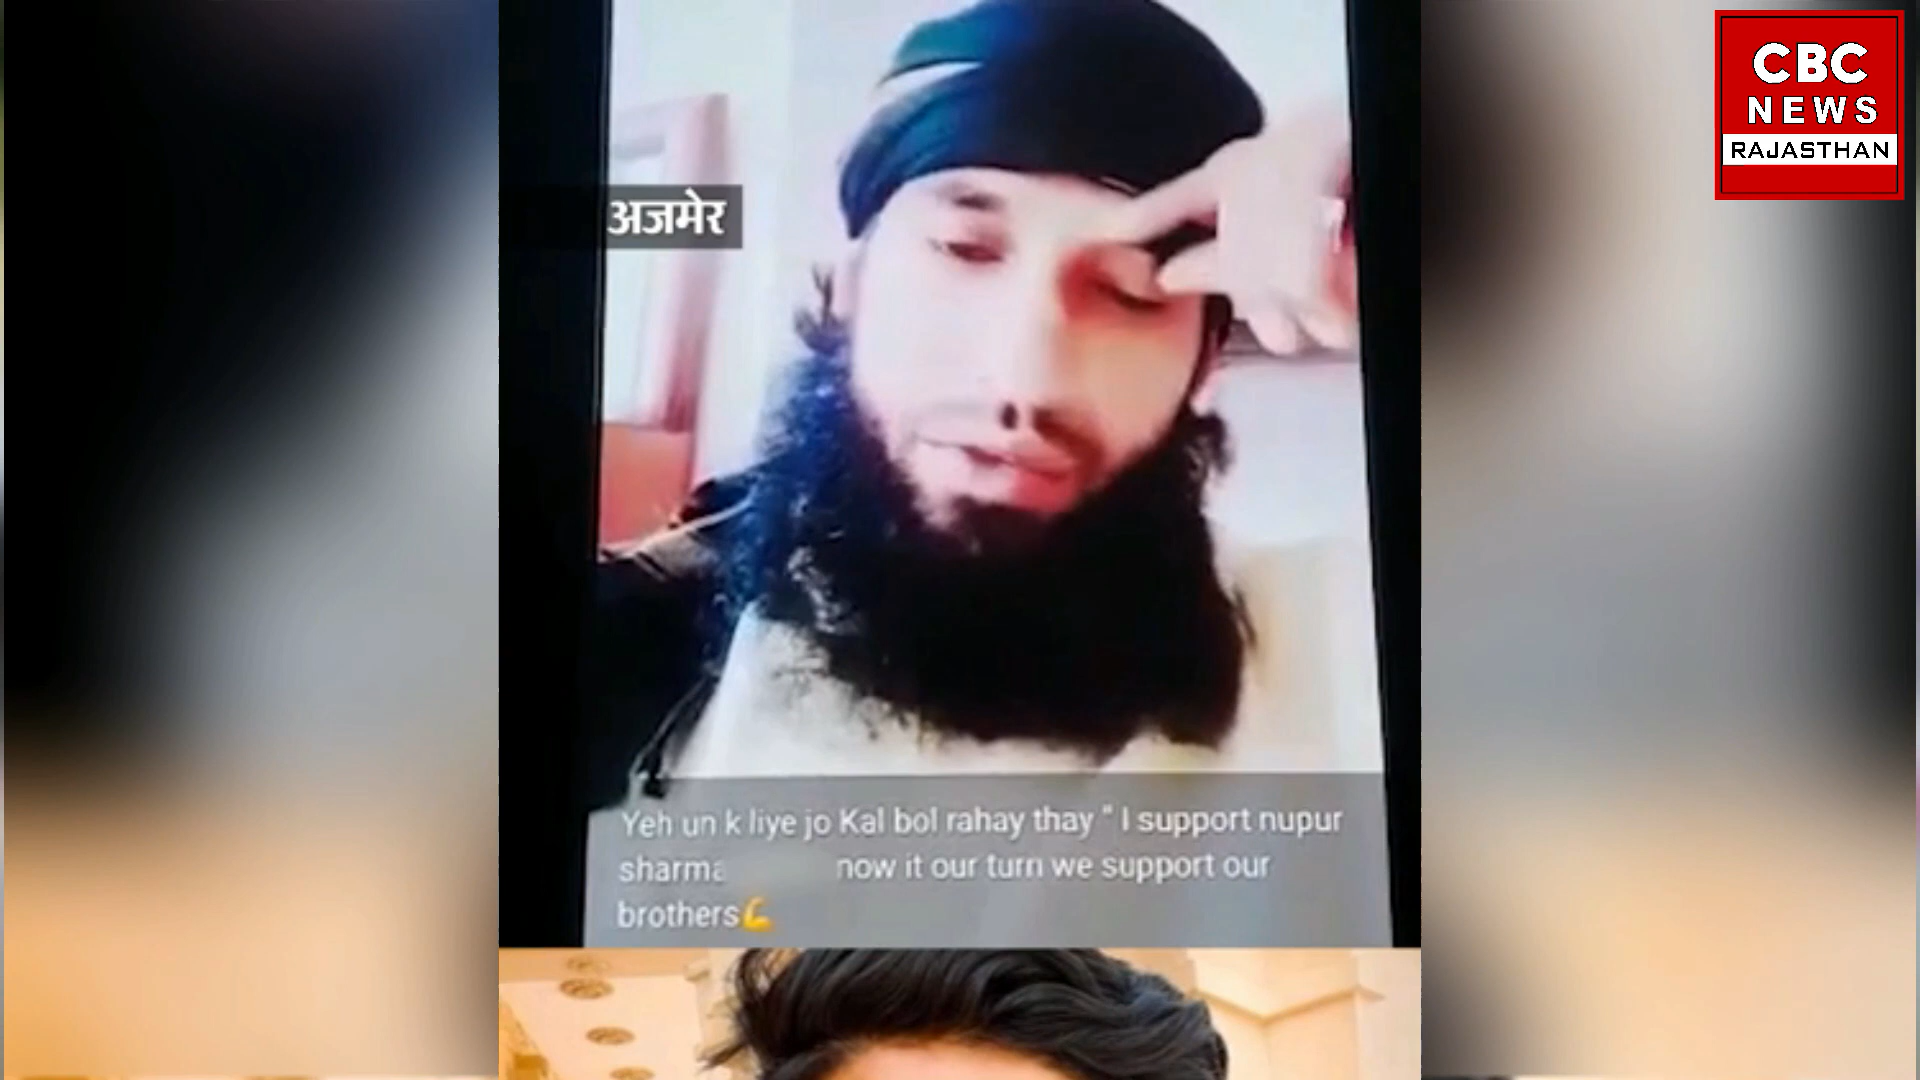 CBC
NEWS
RAJASTHAN
अजमेर
Yeh un k liye jo Kal bol rahay thay " I support nupur
sharma now it our turn we support our
brothers💪